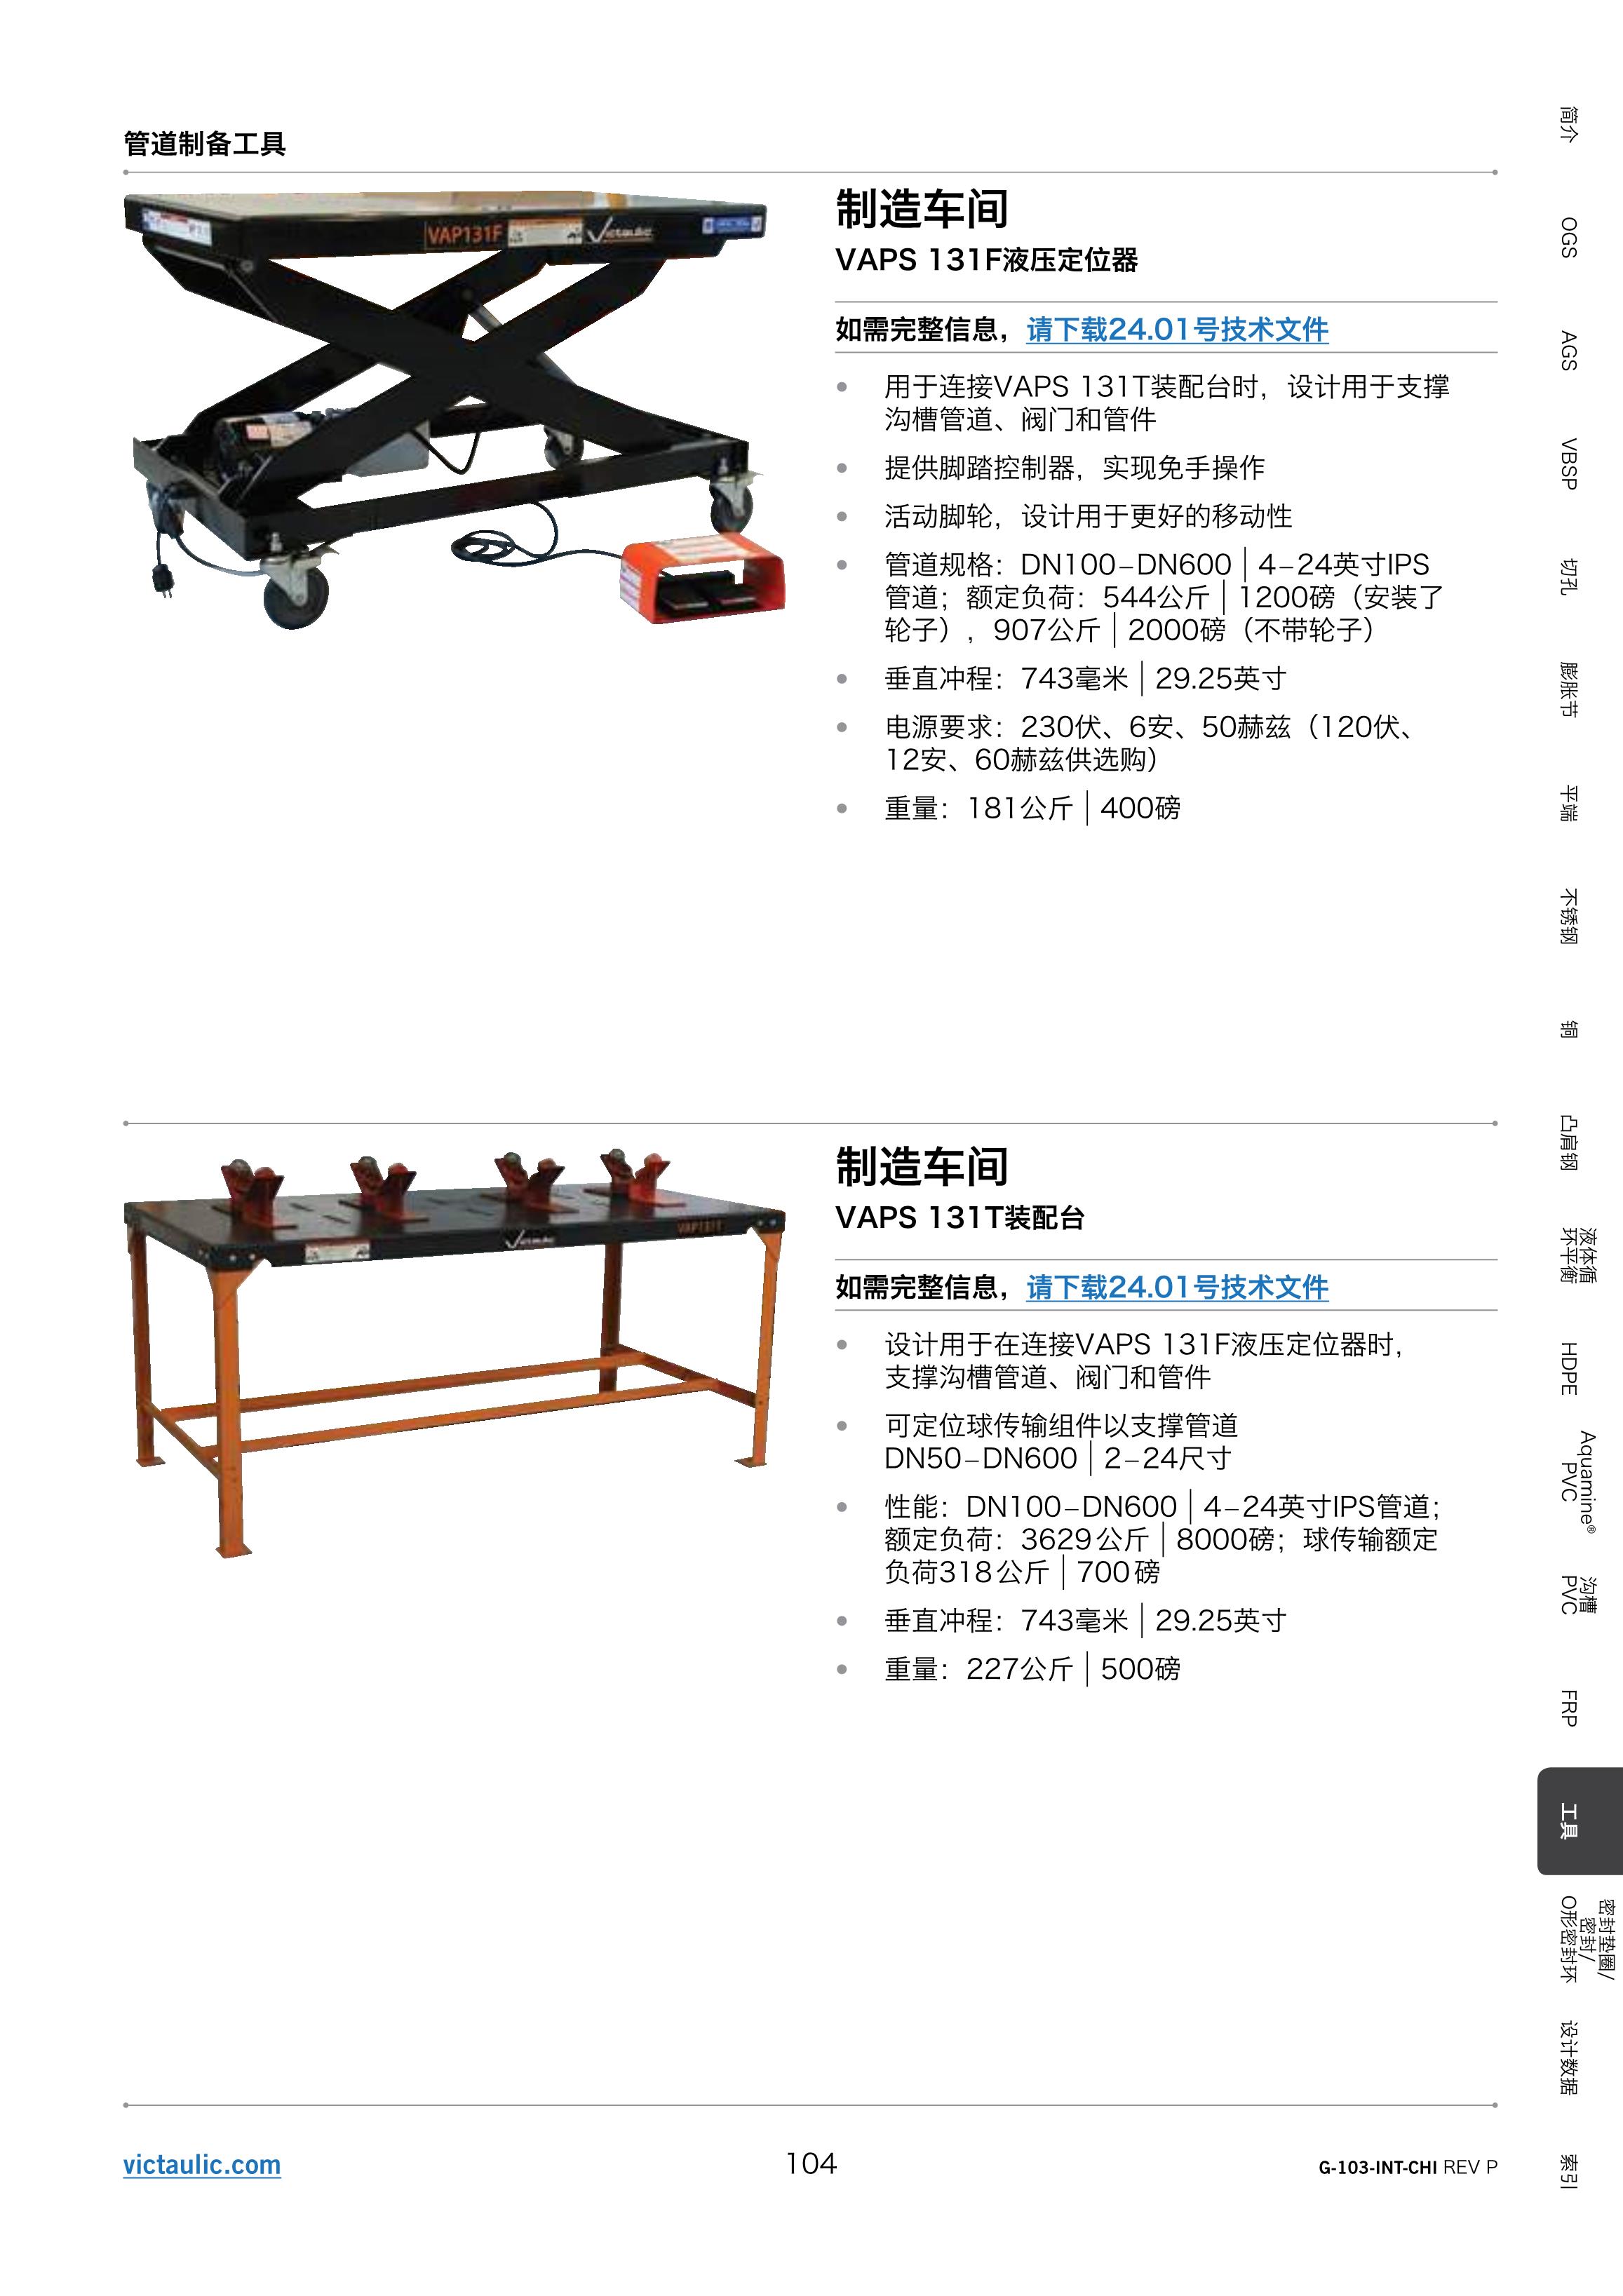 管道制备工具
VAP131F
Victaulic
制造车间
VAPS 131F液压定位器
如需完整信息，请下载24.01号技术文件
• 用于连接VAPS 131T装配台时，设计用于支撑
沟槽管道、阀门和管件
• 提供脚踏控制器，实现免手操作
• 活动脚轮，设计用于更好的移动性
• 管道规格：DN100–DN600 | 4–24英寸IPS
管道；额定负荷：544公斤 | 1200磅（安装了
轮子），907公斤 | 2000磅（不带轮子）
• 垂直冲程：743毫米 | 29.25英寸
• 电源要求：230伏、6安、50赫兹（120伏、
12安、60赫兹供选购）
• 重量：181公斤 | 400磅
Victaulic
VAP131T
制造车间
VAPS 131T装配台
如需完整信息，请下载24.01号技术文件
• 设计用于在连接VAPS 131F液压定位器时，
支撑沟槽管道、阀门和管件
• 可定位球传输组件以支撑管道
DN50–DN600 | 2–24尺寸
• 性能：DN100–DN600 | 4–24英寸IPS管道；
额定负荷：3629公斤 | 8000磅；球传输额定
负荷318公斤 | 700磅
• 垂直冲程：743毫米 | 29.25英寸
• 重量：227公斤 | 500磅
简介
OGS
AGS
VBSP
切孔
膨胀节
平端
不锈钢
铜
凸肩钢
液体循
环平衡
HDPE
Aquamine®
PVC
沟槽
PVC
FRP
工具
密封垫圈/
密封/
O形密封环
设计数据
索引
victaulic.com
104
G-103-INT-CHI REV P